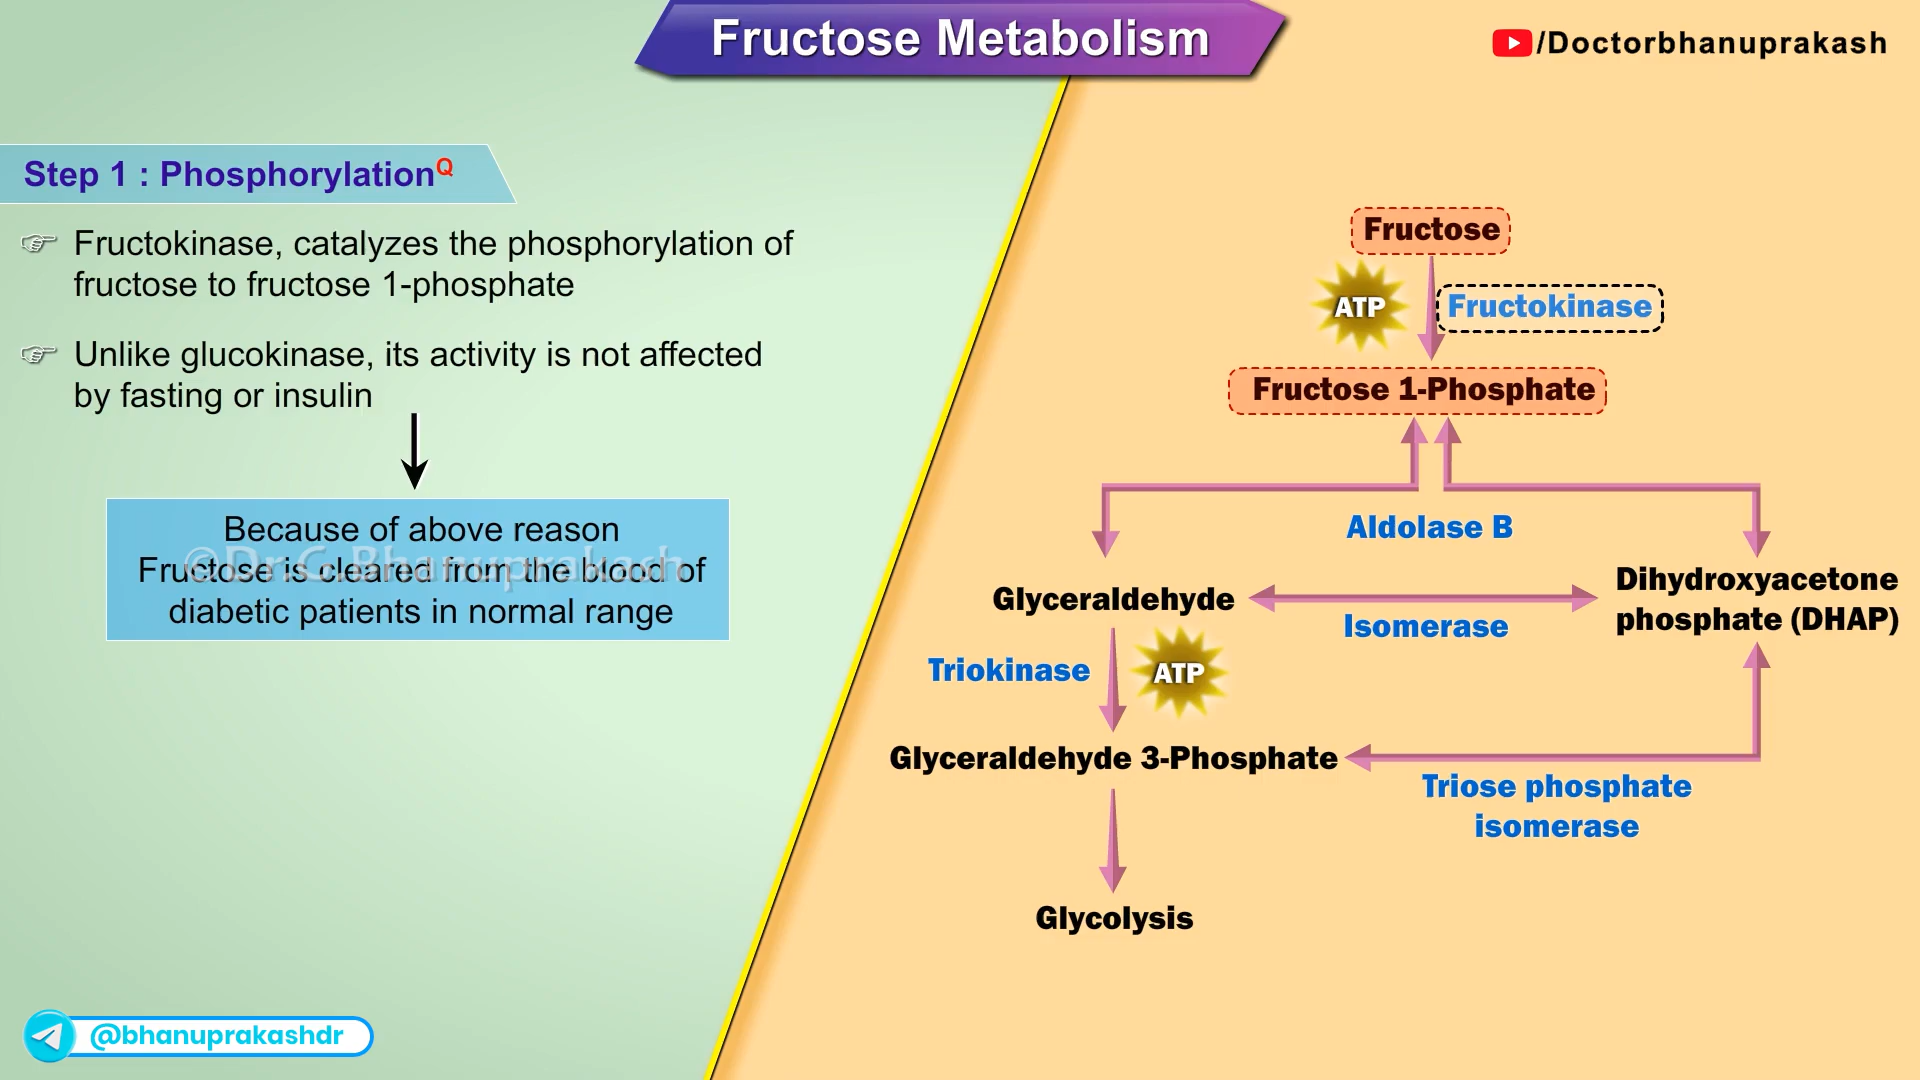 Fructose Metabolism
/Doctorbhanuprakash
Step 1 : PhosphorylationQ
Fructokinase, catalyzes the phosphorylation of
fructose to fructose 1-phosphate
Unlike glucokinase, its activity is not affected
by fasting or insulin
Because of above reason
Fructose is cleared from the blood of
diabetic patients in normal range
©Dr.G.Bhanuprakash
@bhanuprakashdr
Fructose
ATP
Fructokinase
Fructose 1-Phosphate
Aldolase B
Glyceraldehyde
Isomerase
Dihydroxyacetone
phosphate (DHAP)
Triokinase
ATP
Glyceraldehyde 3-Phosphate
Triose phosphate
isomerase
Glycolysis